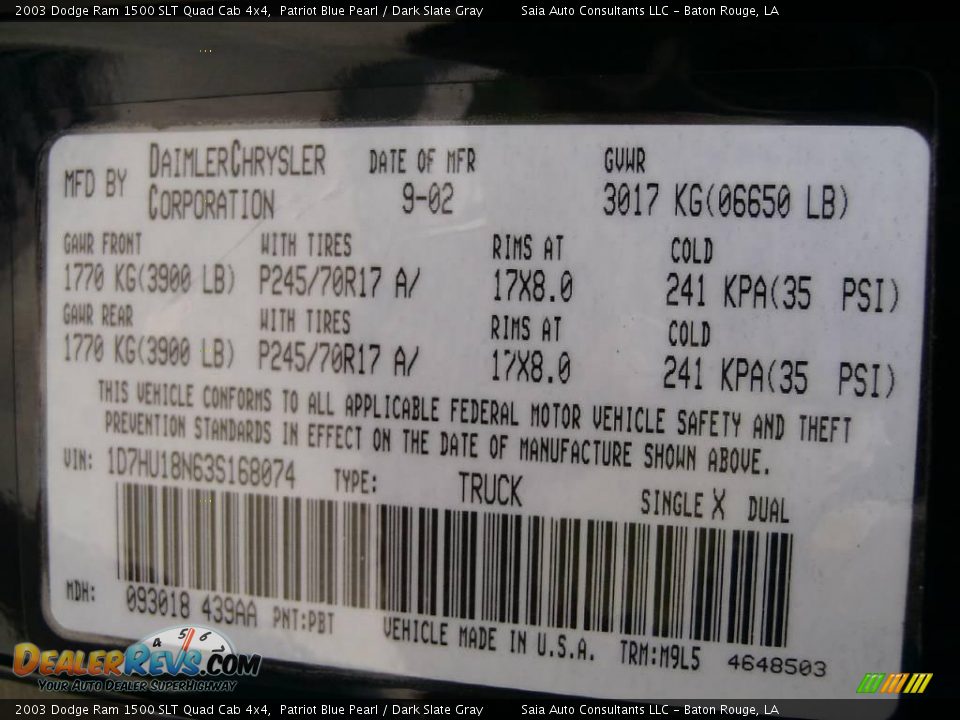 2003 Dodge Ram 1500 SLT Quad Cab 4x4, Patriot Blue Pearl / Dark Slate Gray Saia Auto Consultants LLC - Baton Rouge, LA
MFD BY DAIMLERCHRYSLER CORPORATION DATE OF MFR 9-02 GVWR 3017 KG(06650 LB)
GAWR FRONT WITH TIRES RIMS AT COLD
1770 KG(3900 LB) P245/70R17 A/ 17X8.0 241 KPA(35 PSI)
GAWR REAR WITH TIRES RIMS AT COLD
1770 KG(3900 LB) P245/70R17 A/ 17X8.0 241 KPA(35 PSI)
THIS VEHICLE CONFORMS TO ALL APPLICABLE FEDERAL MOTOR VEHICLE SAFETY AND THEFT
PREVENTION STANDARDS IN EFFECT ON THE DATE OF MANUFACTURE SHOWN ABOVE.
VIN: 1D7HU18N63S168074 TYPE: TRUCK SINGLE X DUAL
MDH: 093018 439AA PNT:PBT VEHICLE MADE IN U.S.A. TRM:M9L5 4648503
4 5 6
DEALERREVS.COM
YOUR AUTO DEALER SUPERHIGHWAY
2003 Dodge Ram 1500 SLT Quad Cab 4x4, Patriot Blue Pearl / Dark Slate Gray Saia Auto Consultants LLC - Baton Rouge, LA